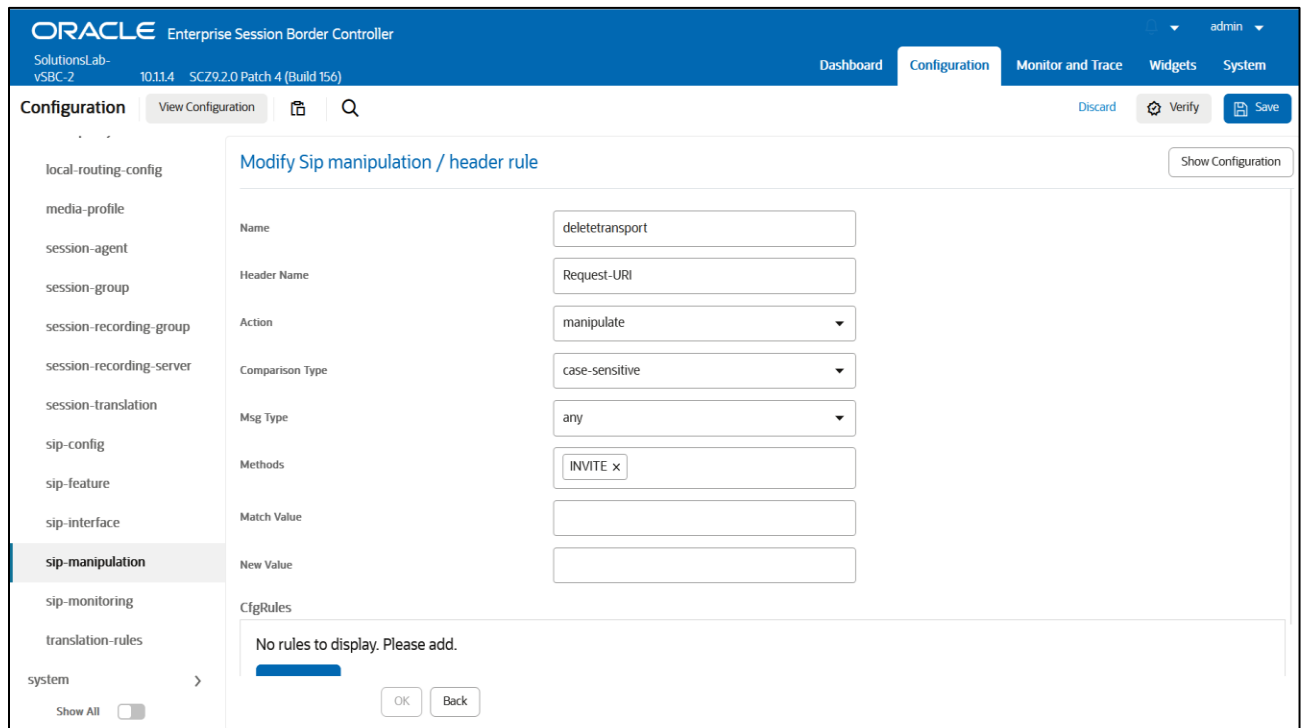 ORACLE Enterprise Session Border Controller
admin
SolutionsLab-
vSBC-2 10.1.1.4 SCZ9.2.0 Patch 4 (Build 156)
Dashboard Configuration Monitor and Trace Widgets System
Configuration View Configuration Discard Verify Save
local-routing-config
media-profile
session-agent
session-group
session-recording-group
session-recording-server
session-translation
sip-config
sip-feature
sip-interface
sip-manipulation
sip-monitoring
translation-rules
system
Show All
Modify Sip manipulation / header rule Show Configuration
Name deletetransport
Header Name Request-URI
Action manipulate
Comparison Type case-sensitive
Msg Type any
Methods INVITE ×
Match Value
New Value
CfgRules
No rules to display. Please add.
OK Back